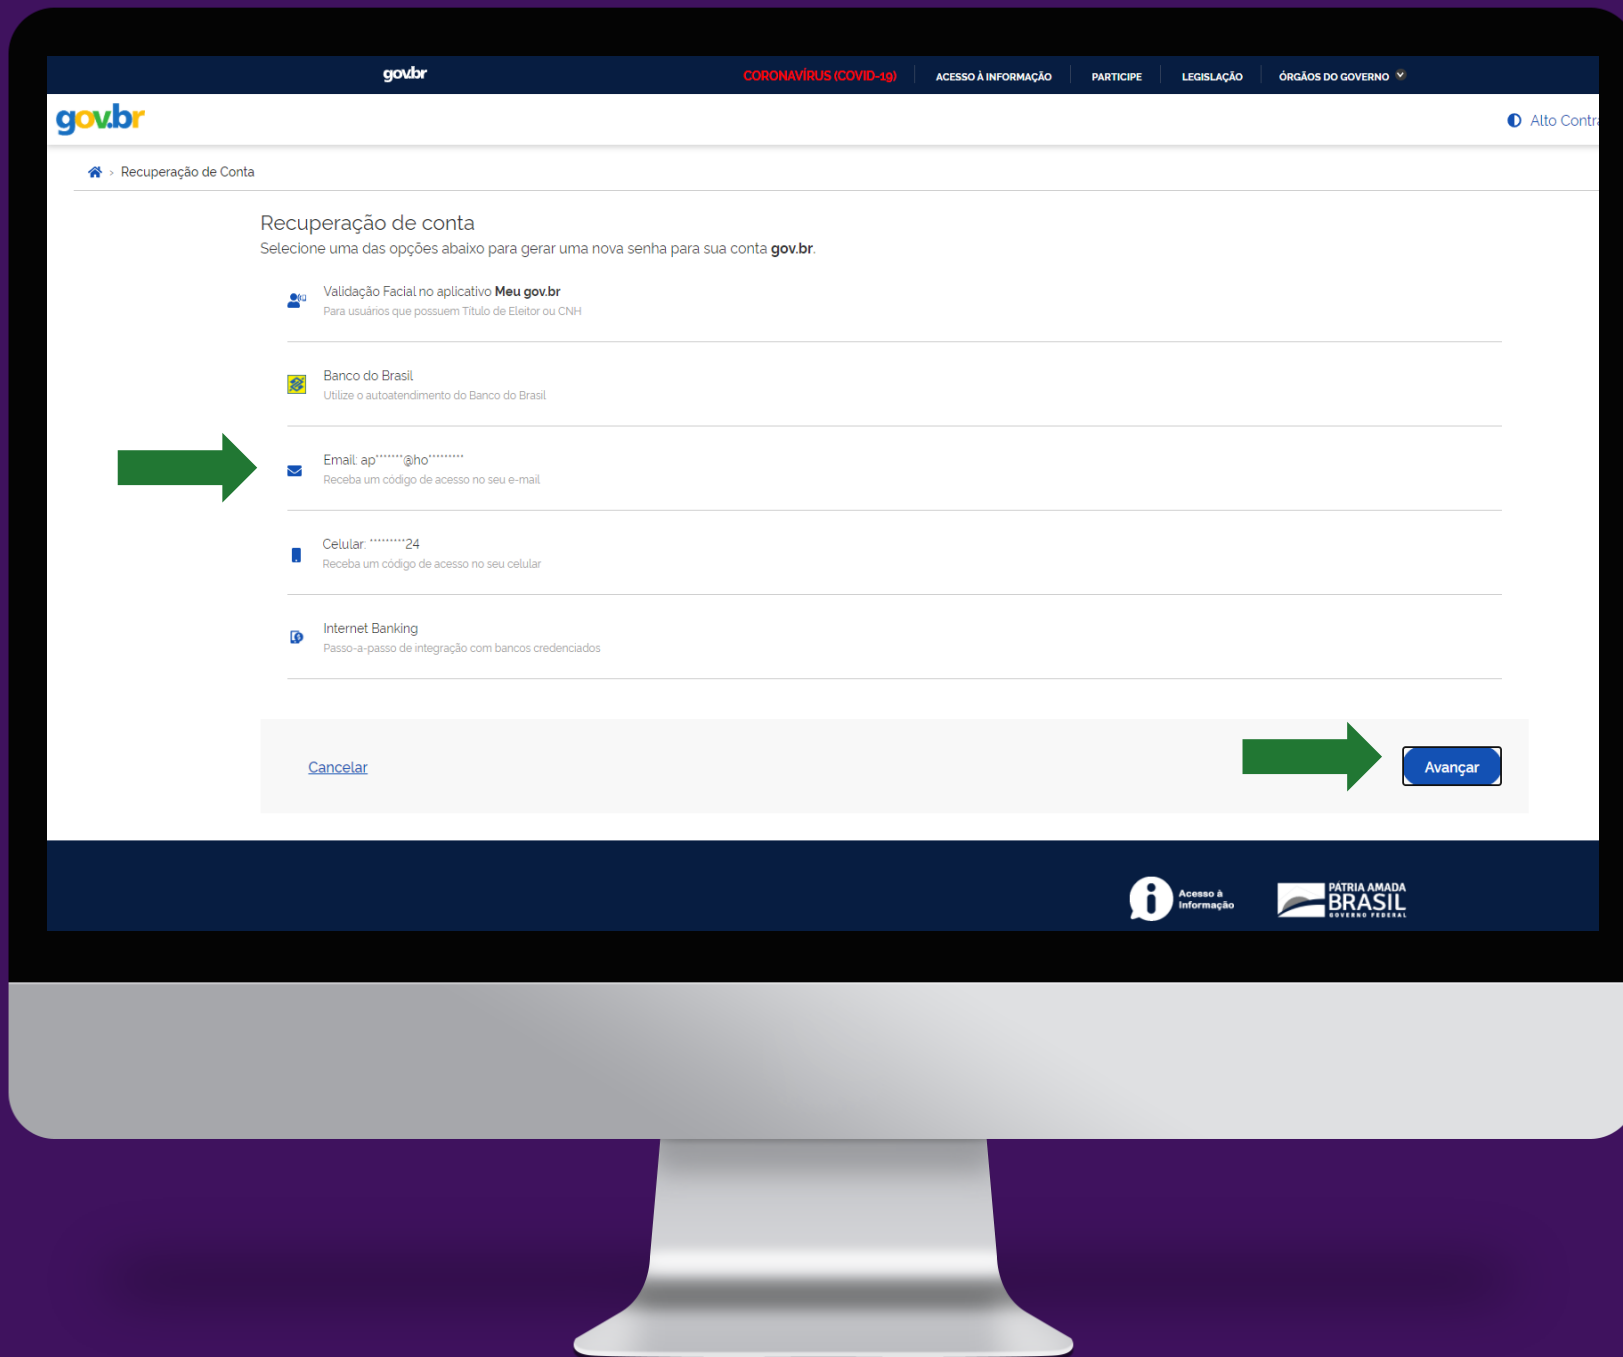 gov.br
CORONAVÍRUS (COVID-19)
ACESSO À INFORMAÇÃO
PARTICIPE
LEGISLAÇÃO
ÓRGÃOS DO GOVERNO
gov.br
Alto Contra
Recuperação de Conta
Recuperação de conta
Selecione uma das opções abaixo para gerar uma nova senha para sua conta gov.br.
Validação Facial no aplicativo Meu gov.br
Para usuários que possuem Título de Eleitor ou CNH
Banco do Brasil
Utilize o autoatendimento do Banco do Brasil
Email: ap*******@ho*********
Receba um código de acesso no seu e-mail
Celular: *********24
Receba um código de acesso no seu celular
Internet Banking
Passo-a-passo de integração com bancos credenciados
Cancelar
Avançar
Acesso à
Informação
PÁTRIA AMADA
BRASIL
GOVERNO FEDERAL